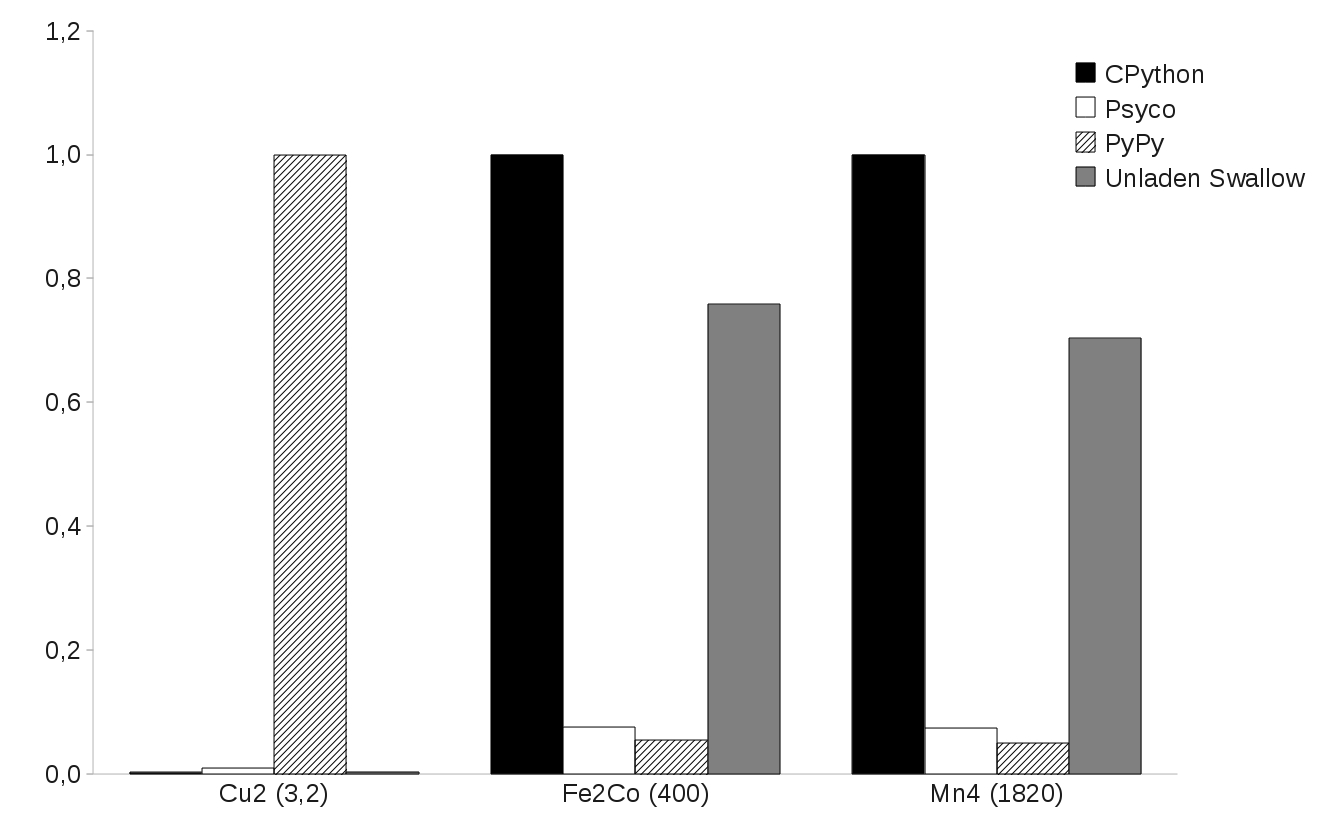 1,2
1,0
0,8
0,6
0,4
0,2
0,0
CPython
Psyco
PyPy
Unladen Swallow
Cu2 (3,2)
Fe2Co (400)
Mn4 (1820)